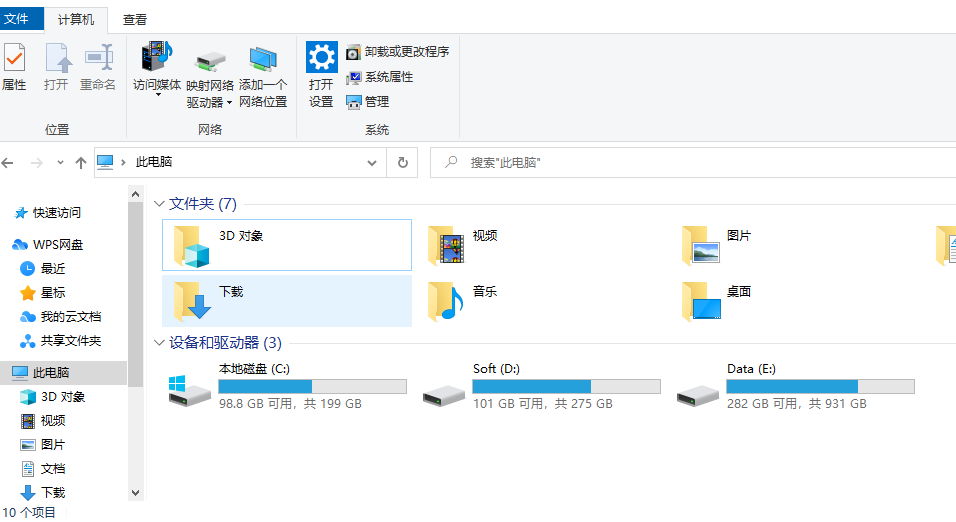 文件 计算机 查看
属性 打开 重命名 访问媒体 映射网络驱动器 添加一个网络位置 打开设置 卸载或更改程序
系统属性
管理
位置 网络 系统
此电脑 搜索"此电脑"
快速访问
WPS网盘
最近
星标
我的云文档
共享文件夹
此电脑
3D 对象
视频
图片
文档
下载
文件夹 (7)
3D 对象 视频 图片
下载 音乐 桌面
设备和驱动器 (3)
本地磁盘 (C:) Soft (D:) Data (E:)
98.8 GB 可用，共 199 GB 101 GB 可用，共 275 GB 282 GB 可用，共 931 GB
10 个项目